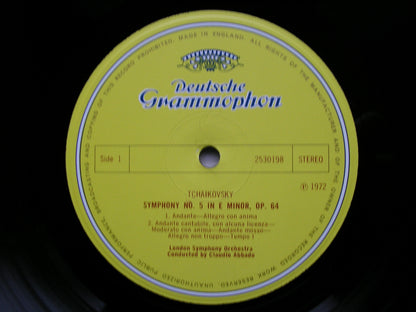 ALL RIGHTS OF THE MANUFACTURER AND OF THE OWNER OF THE RECORDED WORK RESERVED. UNAUTHORIZED PUBLIC PERFORMANCE, BROADCASTING AND COPYING OF THIS RECORD PROHIBITED. MADE IN ENGLAND.
Deutsche
Grammophon
Side 1
2530198
STEREO
℗ 1972
TCHAIKOVSKY
SYMPHONY NO. 5 IN E MINOR, OP. 64
1. Andante—Allegro con anima
2. Andante cantabile, con alcuna licenza—
Moderato con anima—Andante mosso—
Allegro non troppo—Tempo I
London Symphony Orchestra
Conducted by Claudio Abbado